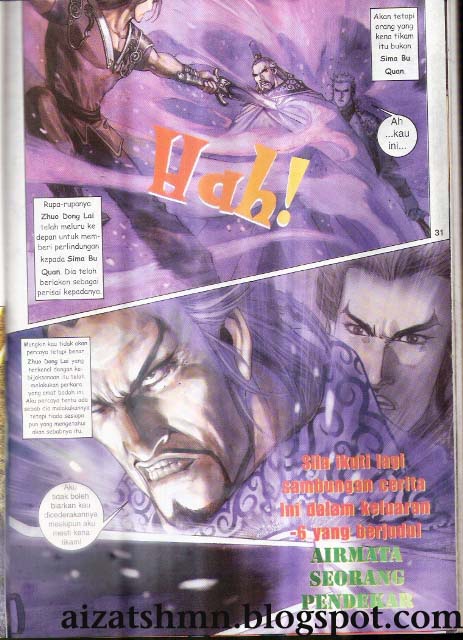 Akan tetapi
orang yang
kena tikam
itu bukan
Sima Bu
Quan.
Ah
...kau
ini...
Hah!
Rupa-rupanya
Zhuo Dong Lai
telah meluru ke
depan untuk mem-
beri perlindungan
kepada Sima Bu
Quan. Dia telah
berlakon sebagai
perisai kepadanya.
31
Mungkin kau tidak akan
percaya tetapi benar
Zhuo Dong Lai yang
terkenal dengan ke-
bijaksanaan itu telah
melakukan perkara
yang amat bodoh ini.
Aku percaya tentu ada
sebab dia melakukannya
tetapi tiada sesiapa
pun yang mengetahui
akan sebabnya itu.
Aku
tidak boleh
biarkan kau
dicederakannya
meskipun aku
mesti kena
tikam!
Sila ikuti lagi
sambungan cerita
ini dalam keluaran
-6 yang berjudul
AIRMATA
SEORANG
PENDEKAR
aizatshmn.blogspot.com